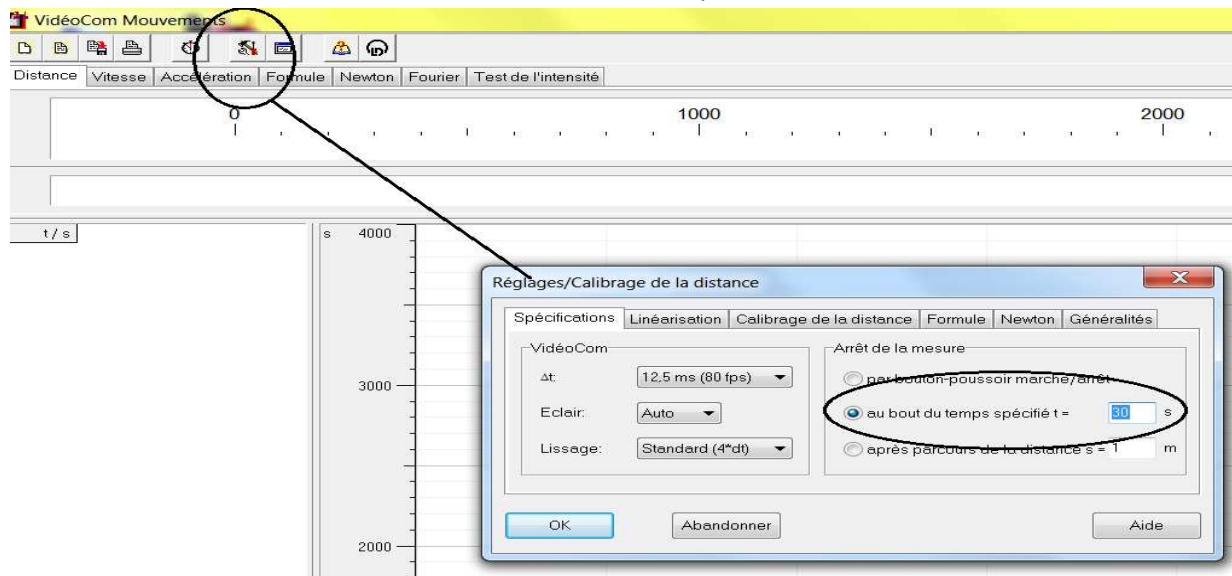 VidéoCom Mouvements
Distance Vitesse Accélération Formule Newton Fourier Test de l'intensité
0 1000 2000
t / s
s 4000
3000
2000
Réglages/Calibrage de la distance
Spécifications Linéarisation Calibrage de la distance Formule Newton Généralités
VidéoCom
Δt: 12,5 ms (80 fps)
Eclair: Auto
Lissage: Standard (4*dt)
Arrêt de la mesure
par bouton-poussoir marche/arrêt
au bout du temps spécifié t = 30 s
après parcours de la distance s = 1 m
OK Abandonner Aide